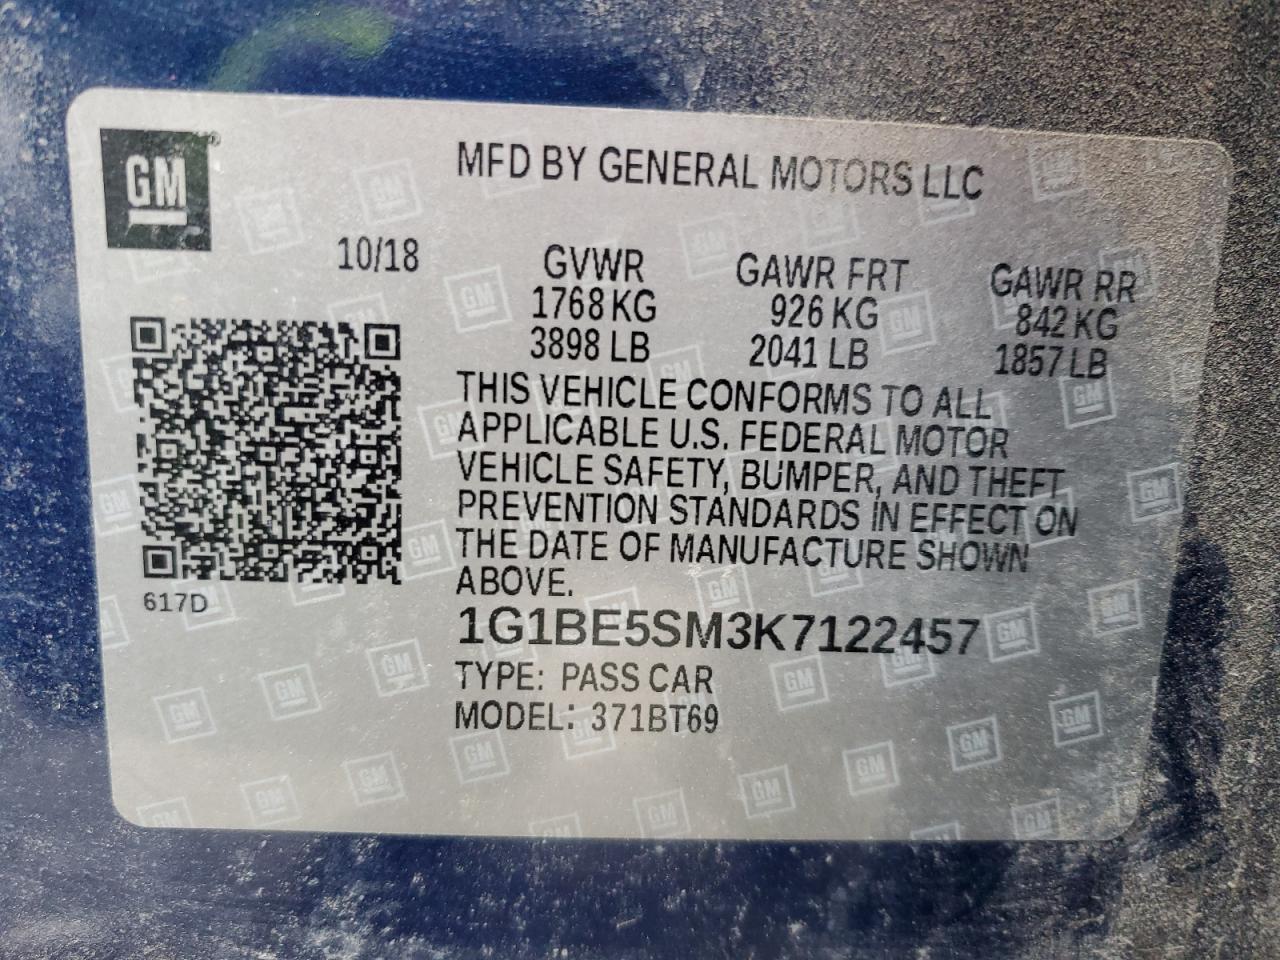 GM
MFD BY GENERAL MOTORS LLC
10/18
GVWR GAWR FRT GAWR RR
1768 KG 926 KG 842 KG
3898 LB 2041 LB 1857 LB
THIS VEHICLE CONFORMS TO ALL
APPLICABLE U.S. FEDERAL MOTOR
VEHICLE SAFETY, BUMPER, AND THEFT
PREVENTION STANDARDS IN EFFECT ON
THE DATE OF MANUFACTURE SHOWN
ABOVE.
617D
1G1BE5SM3K7122457
TYPE: PASS CAR
MODEL: 371BT69